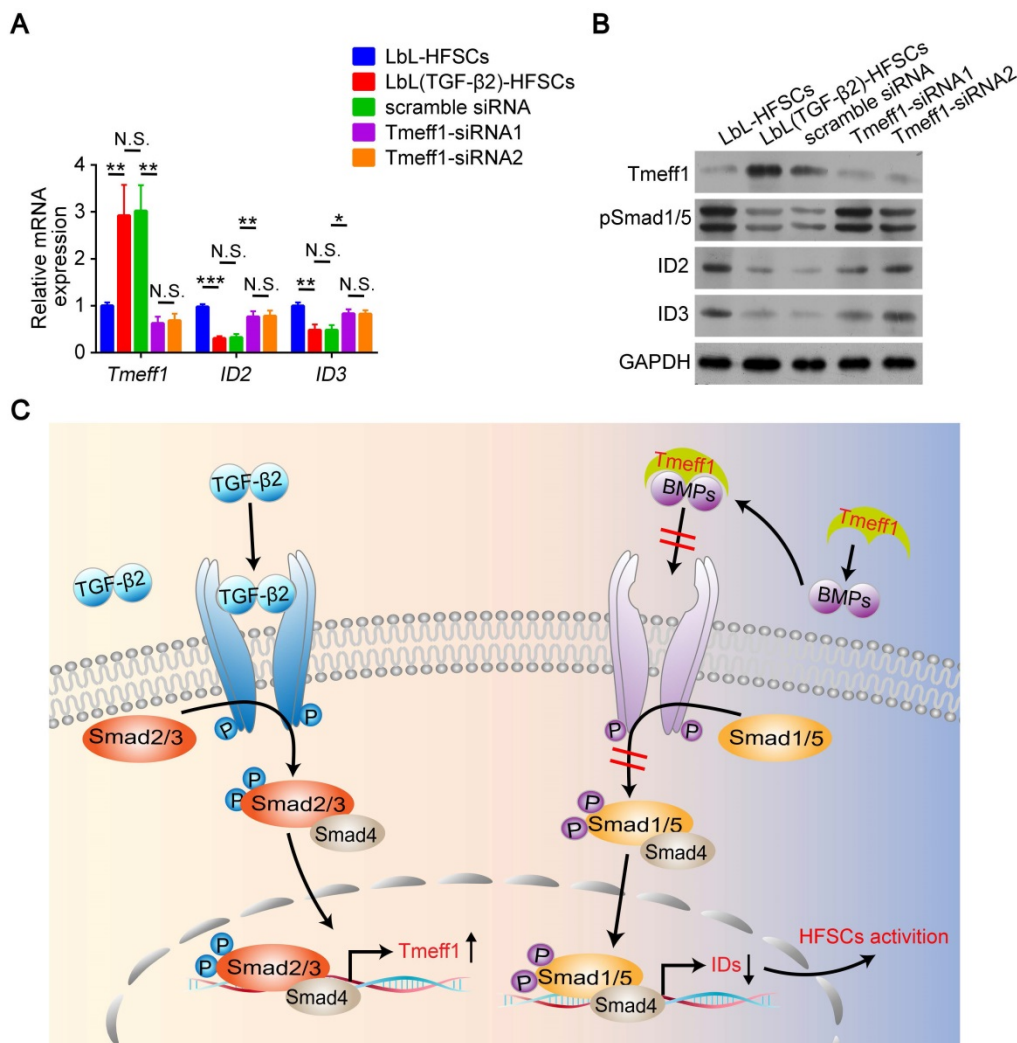 A
LbL-HFSCs
LbL(TGF-β2)-HFSCs
scramble siRNA
Tmeff1-siRNA1
Tmeff1-siRNA2
Relative mRNA
expression
4
3
2
1
0
N.S.
** **
N.S.
**
N.S.
***
N.S.
*
N.S.
**
N.S.
Tmeff1 ID2 ID3
B
LbL-HFSCs
LbL(TGF-β2)-HFSCs
scramble siRNA
Tmeff1-siRNA1
Tmeff1-siRNA2
Tmeff1
pSmad1/5
ID2
ID3
GAPDH
C
TGF-β2
TGF-β2
TGF-β2
P
P
Smad2/3
P
P
Smad2/3
Smad4
P
P
Smad2/3
Smad4
Tmeff1
Tmeff1
BMPs
Tmeff1
BMPs
P
P
Smad1/5
P
P
Smad1/5
Smad4
P
P
Smad1/5
Smad4
IDs
HFSCs activition